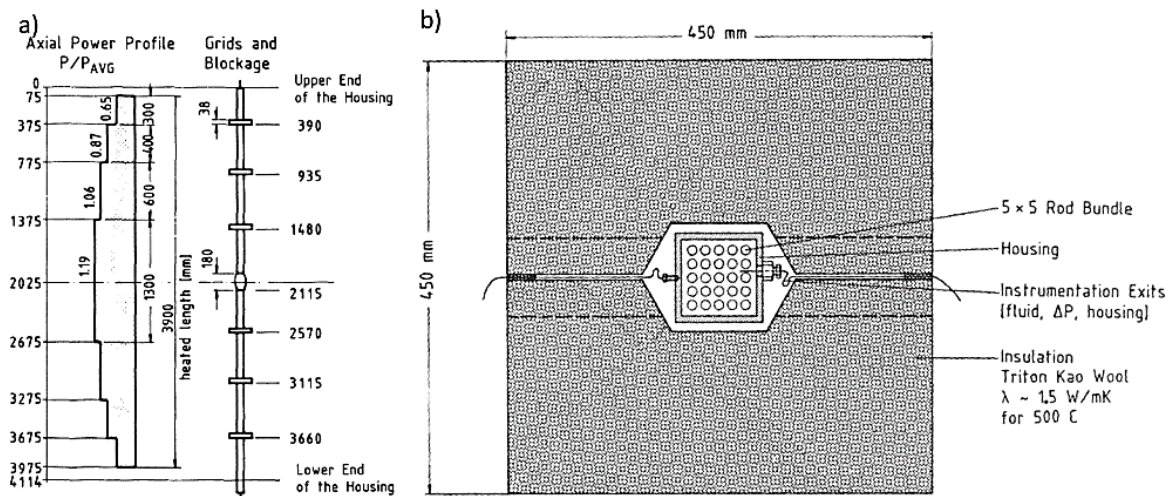 a)
Axial Power Profile
P/PAVG
Grids and
Blockage
0
75
375
775
1375
2025
2675
3275
3675
3975
4114
0.65
0.87
1.06
1.19
300
400
600
1300
3900
heated length [mm]
38
180
Upper End
of the Housing
390
935
1480
2115
2570
3115
3660
Lower End
of the Housing
b)
450 mm
450 mm
5 × 5 Rod Bundle
Housing
Instrumentation Exits
(fluid, ΔP, housing)
Insulation
Triton Kao Wool
λ ~ 1.5 W/mK
for 500 C